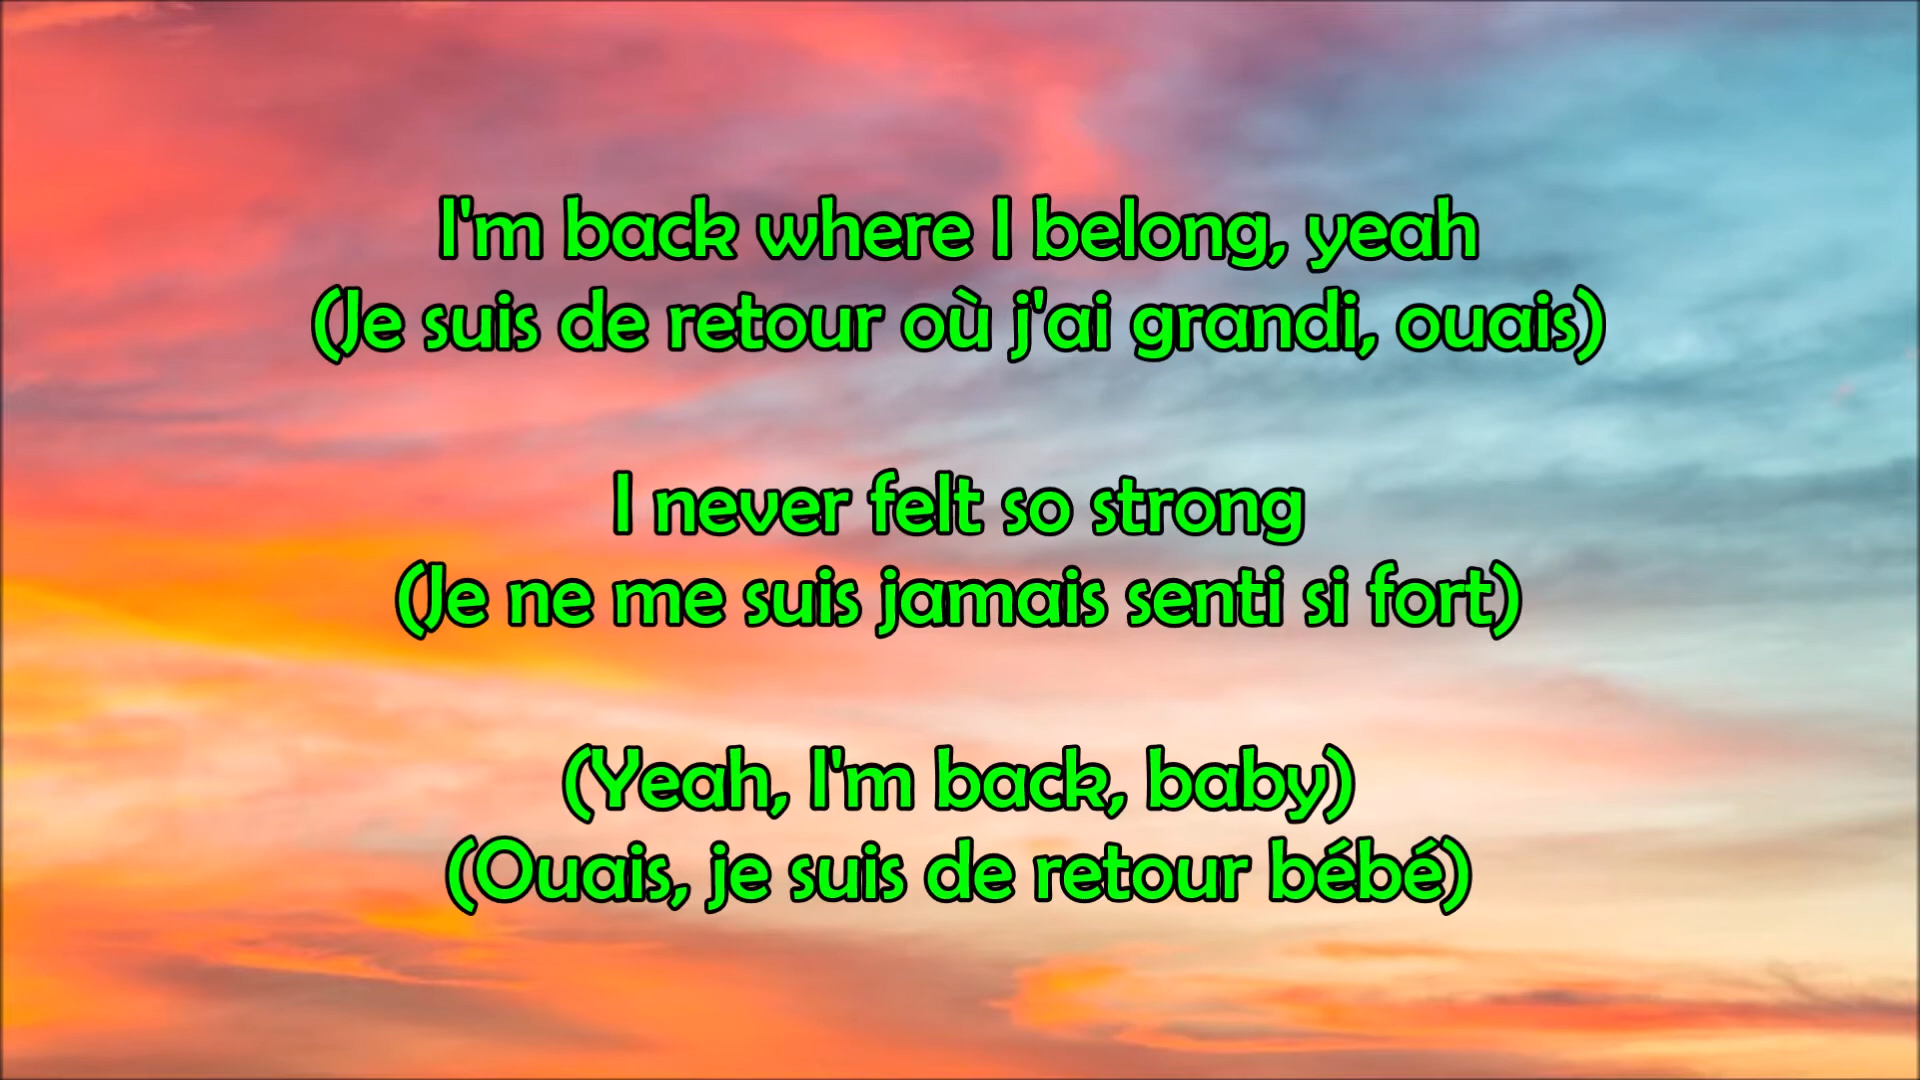 I'm back where I belong, yeah
(Je suis de retour où j'ai grandi, ouais)
I never felt so strong
(Je ne me suis jamais senti si fort)
(Yeah, I'm back, baby)
(Ouais, je suis de retour bébé)